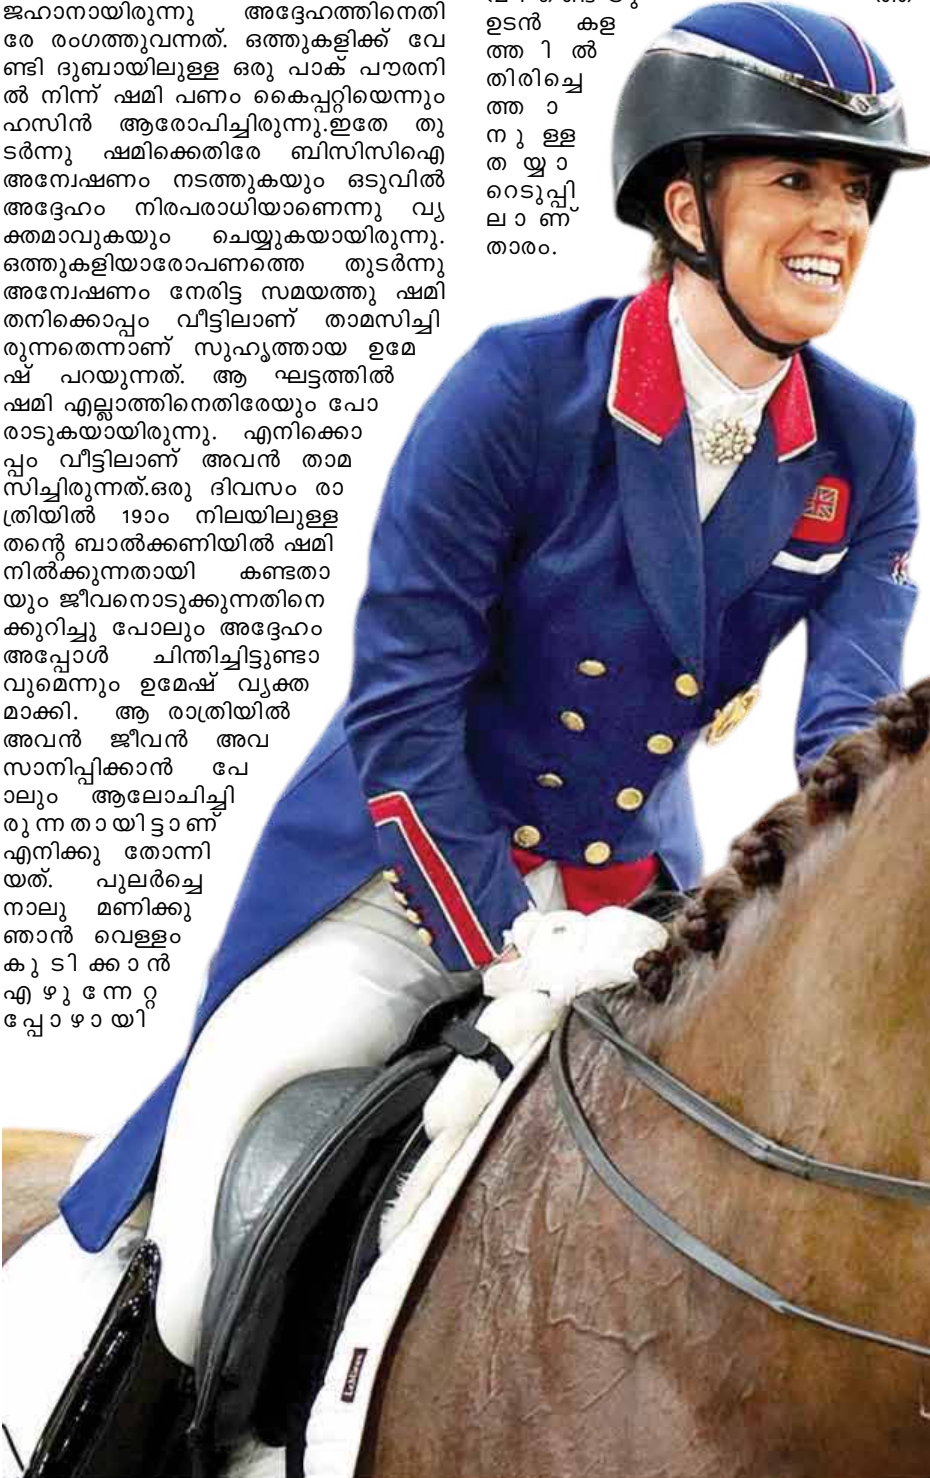 ജഹാനായിരുന്നു അദ്ദേഹത്തിനെതി
രേ രംഗത്തുവന്നത്. ഒത്തുകളിക്ക് വേ
ണ്ടി ദുബായിലുള്ള ഒരു പാക് പൗരനി
ൽ നിന്ന് ഷമി പണം കൈപ്പറ്റിയെന്നും
ഹസിൻ ആരോപിച്ചിരുന്നു.ഇതേ തു
ടർന്നു ഷമിക്കെതിരേ ബിസിസിഐ
അന്വേഷണം നടത്തുകയും ഒടുവിൽ
അദ്ദേഹം നിരപരാധിയാണെന്നു വ്യ
ക്തമാവുകയും ചെയ്യുകയായിരുന്നു.
ഒത്തുകളിയാരോപണത്തെ തുടർന്നു
അന്വേഷണം നേരിട്ട സമയത്തു ഷമി
തനിക്കൊപ്പം വീട്ടിലാണ് താമസിച്ചി
രുന്നതെന്നാണ് സുഹൃത്തായ ഉമേ
ഷ് പറയുന്നത്. ആ ഘട്ടത്തിൽ
ഷമി എല്ലാത്തിനെതിരേയും പോ
രാടുകയായിരുന്നു. എനിക്കൊ
പ്പം വീട്ടിലാണ് അവൻ താമ
സിച്ചിരുന്നത്.ഒരു ദിവസം രാ
ത്രിയിൽ 19ാം നിലയിലുള്ള
തന്റെ ബാൽക്കണിയിൽ ഷമി
നിൽക്കുന്നതായി കണ്ടതാ
യും ജീവനൊടുക്കുന്നതിനെ
ക്കുറിച്ചു പോലും അദ്ദേഹം
അപ്പോൾ ചിന്തിച്ചിട്ടുണ്ടാ
വുമെന്നും ഉമേഷ് വ്യക്ത
മാക്കി. ആ രാത്രിയിൽ
അവൻ ജീവൻ അവ
സാനിപ്പിക്കാൻ പേ
ാലും ആലോചിച്ചി
രുന്നതായിട്ടാണ്
എനിക്കു തോന്നി
യത്. പുലർച്ചെ
നാലു മണിക്കു
ഞാൻ വെള്ളം
കുടിക്കാൻ
എഴുന്നേറ്റ
പ്പോഴായി
ഉടൻ കള
ത്തിൽ
തിരിച്ചെ
ത്താ
നുള്ള
തയ്യാ
റെടുപ്പി
ലാണ്
താരം.